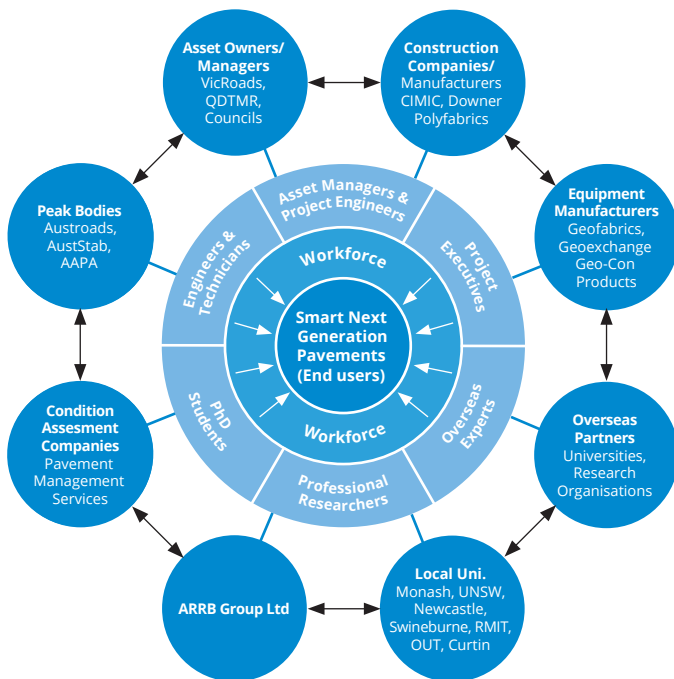 Asset Owners/
Managers
VicRoads,
QDTMR,
Councils
Construction
Companies/
Manufacturers
CIMIC, Downer
Polyfabrics
Peak Bodies
Austroads,
AustStab,
AAPA
Equipment
Manufacturers
Geofabrics,
Geoexchange
Geo-Con
Products
Asset Managers &
Project Engineers
Engineers &
Technicians
Project
Executives
Workforce
Smart Next
Generation
Pavements
(End users)
Workforce
PhD
Students
Overseas
Experts
Professional
Researchers
Condition
Assesment
Companies
Pavement
Management
Services
Overseas
Partners
Universities,
Research
Organisations
ARRB Group Ltd
Local Uni.
Monash, UNSW,
Newcastle,
Swineburne, RMIT,
OUT, Curtin